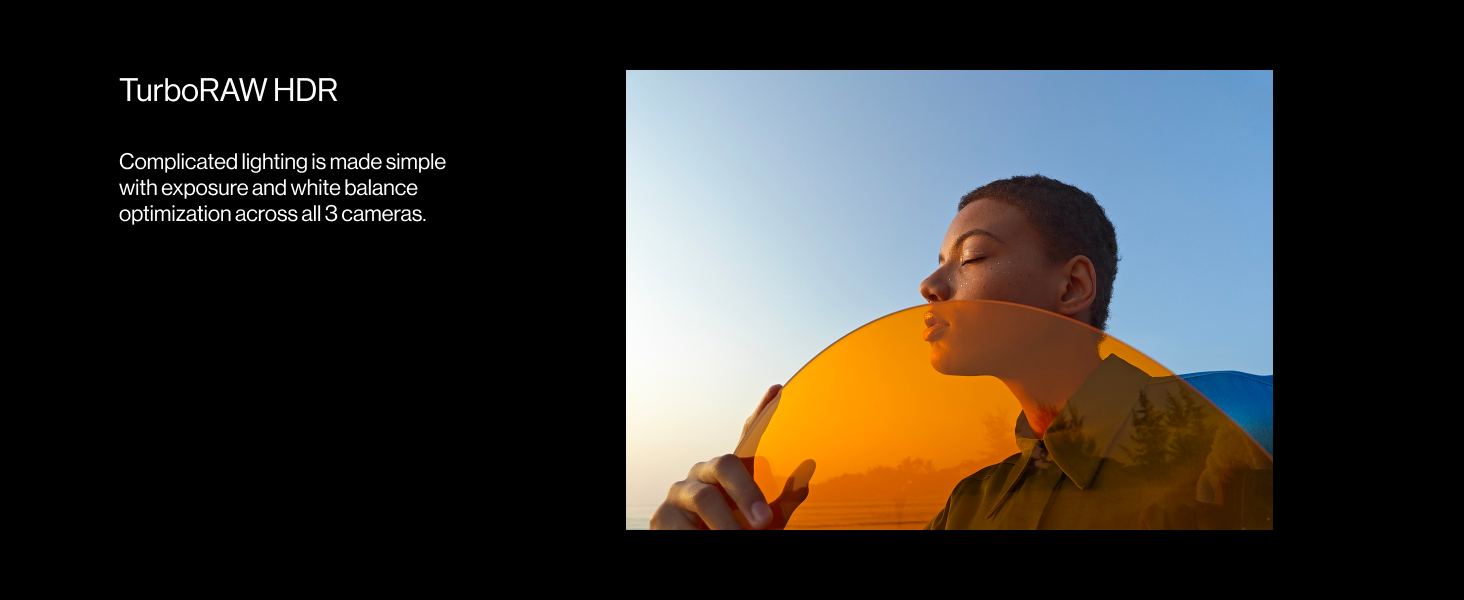 TurboRAW HDR
Complicated lighting is made simple
with exposure and white balance
optimization across all 3 cameras.